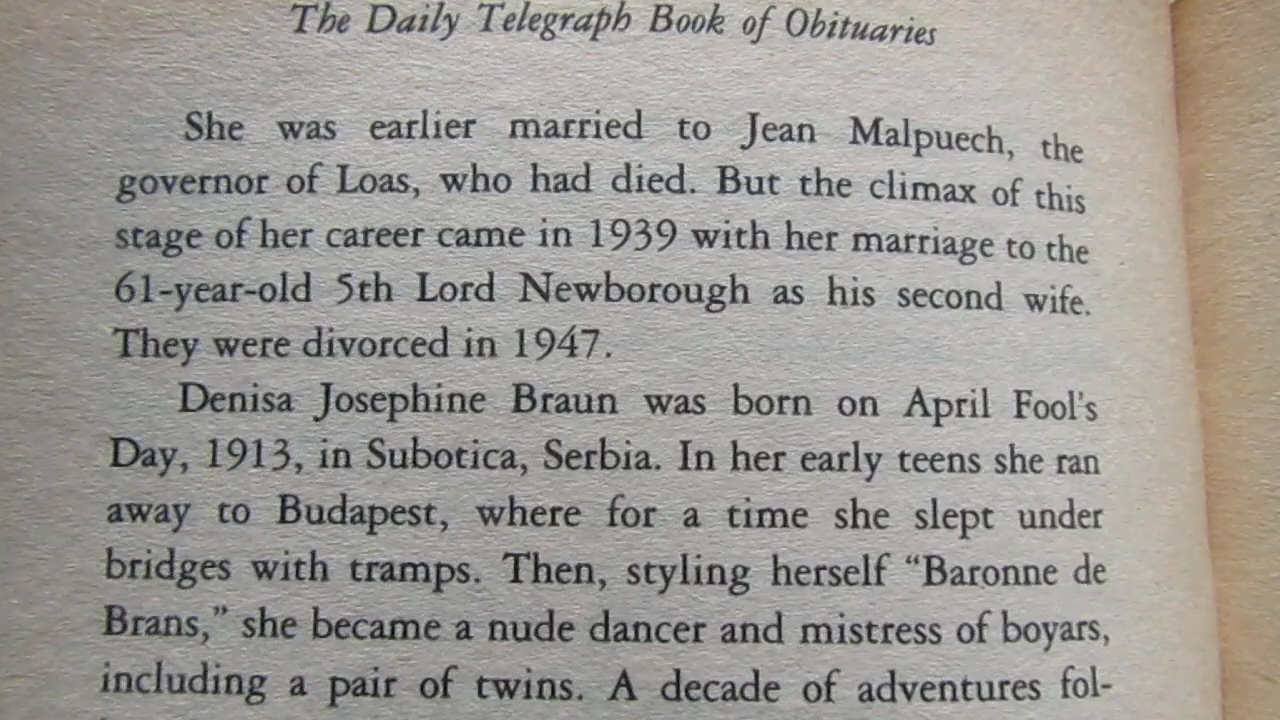 The Daily Telegraph Book of Obituaries
She was earlier married to Jean Malpuech, the
governor of Loas, who had died. But the climax of this
stage of her career came in 1939 with her marriage to the
61-year-old 5th Lord Newborough as his second wife.
They were divorced in 1947.
Denisa Josephine Braun was born on April Fool's
Day, 1913, in Subotica, Serbia. In her early teens she ran
away to Budapest, where for a time she slept under
bridges with tramps. Then, styling herself “Baronne de
Brans,” she became a nude dancer and mistress of boyars,
including a pair of twins. A decade of adventures fol-